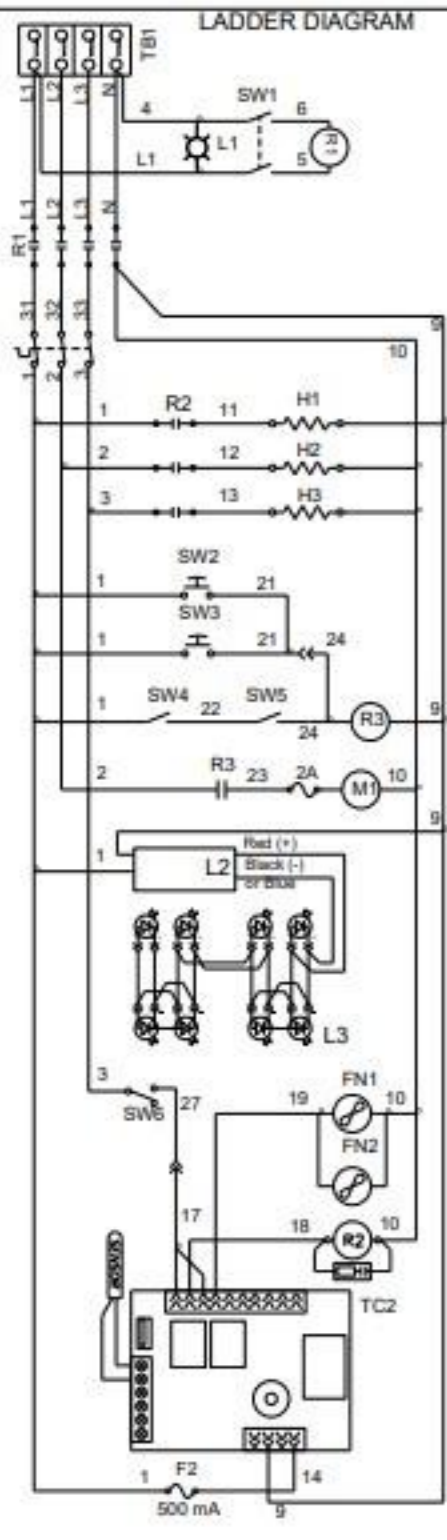 LADDER DIAGRAM
TB1
L1 L2 L3 N
4 SW1 6
L1 R1
L1 5
L1 L2 L3 N
R1
31 32 33
9
10
1 2 3
1 R2 11 H1
2 12 H2
3 13 H3
SW2
1 21
SW3
1 21 24
SW4 SW5
1 22 24 R3 9
R3
2 23 2A M1 10
9
Red (+)
1 L2 Black (-)
or Blue
L3
FN1
3 19 10
SW6 27
FN2
17 18 R2 10
SENSOR
TC2
F2
1 14
500 mA
9